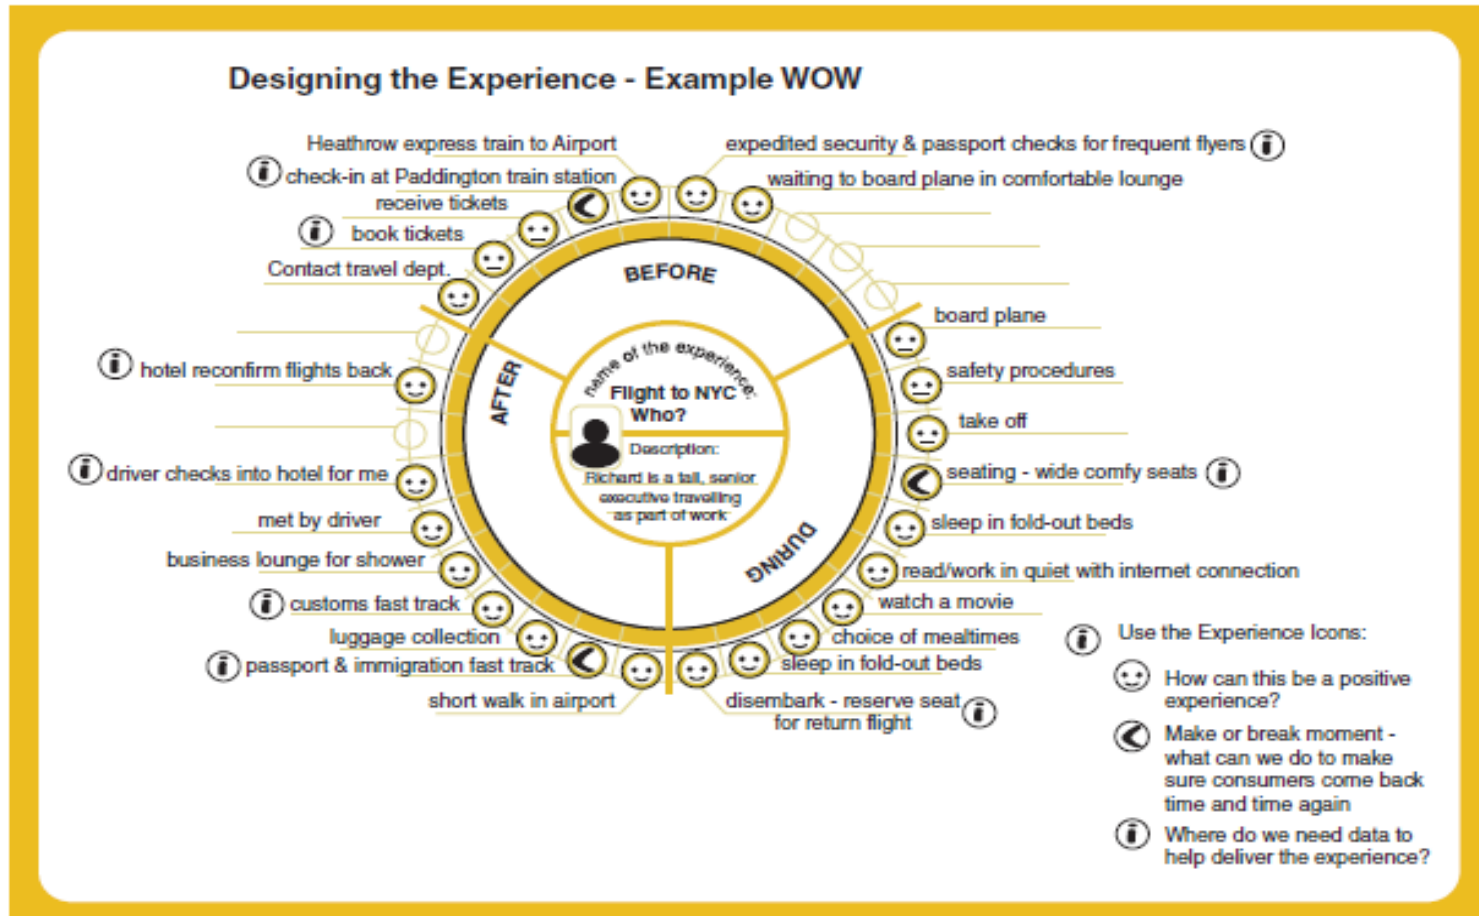 Designing the Experience - Example WOW
Heathrow express train to Airport
check-in at Paddington train station
receive tickets
book tickets
Contact travel dept.
expedited security & passport checks for frequent flyers
waiting to board plane in comfortable lounge
BEFORE
board plane
safety procedures
take off
seating - wide comfy seats
sleep in fold-out beds
read/work in quiet with internet connection
watch a movie
choice of mealtimes
sleep in fold-out beds
disembark - reserve seat
for return flight
DURING
hotel reconfirm flights back
driver checks into hotel for me
met by driver
business lounge for shower
customs fast track
luggage collection
passport & immigration fast track
short walk in airport
AFTER
name of the experience:
Flight to NYC
Who?
Description:
Richard is a tall, senior
executive travelling
as part of work
Use the Experience Icons:
How can this be a positive
experience?
Make or break moment -
what can we do to make
sure consumers come back
time and time again
Where do we need data to
help deliver the experience?